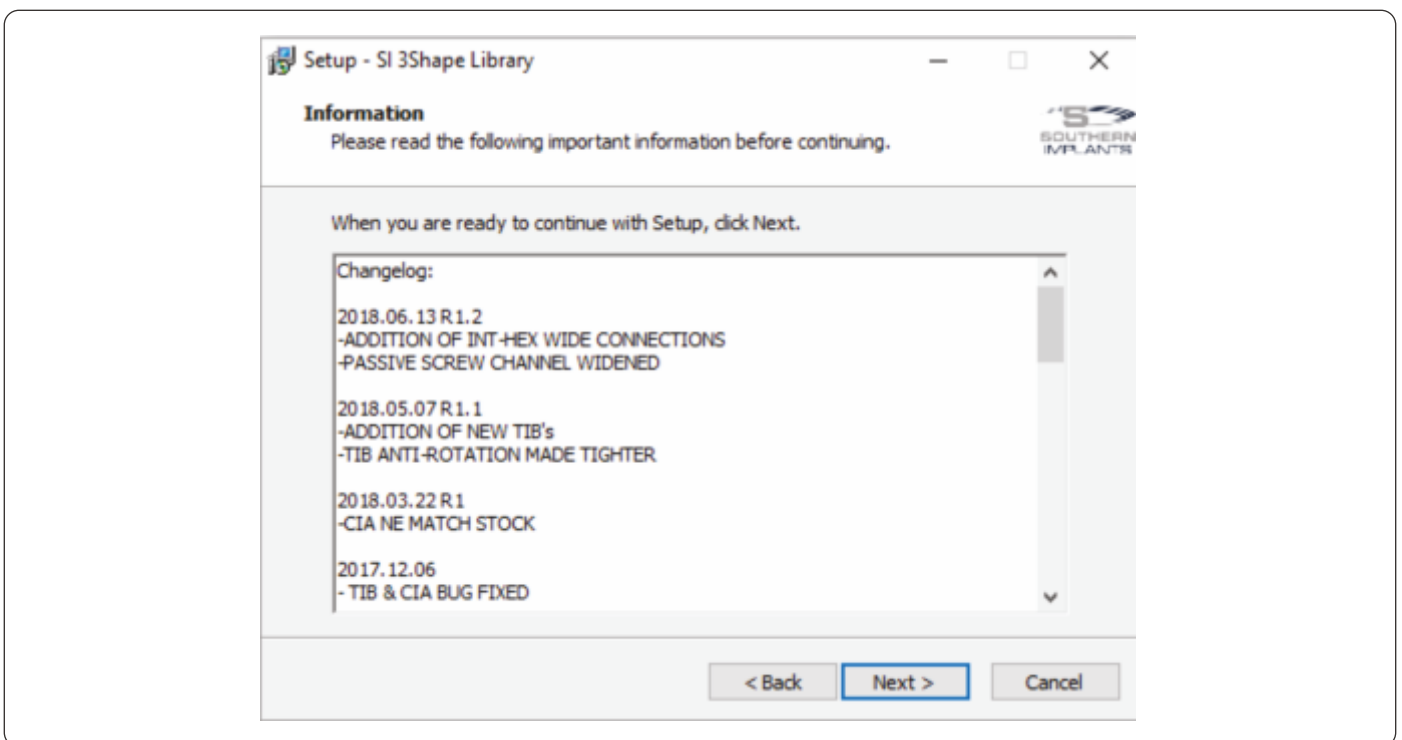 Setup - SI 3Shape Library
Information
Please read the following important information before continuing.
SOUTHERN
IMPLANTS
When you are ready to continue with Setup, click Next.
Changelog:
2018.06.13 R1.2
-ADDITION OF INT-HEX WIDE CONNECTIONS
-PASSIVE SCREW CHANNEL WIDENED
2018.05.07 R1.1
-ADDITION OF NEW TIB's
-TIB ANTI-ROTATION MADE TIGHTER
2018.03.22 R1
-CIA NE MATCH STOCK
2017.12.06
- TIB & CIA BUG FIXED
< Back Next > Cancel